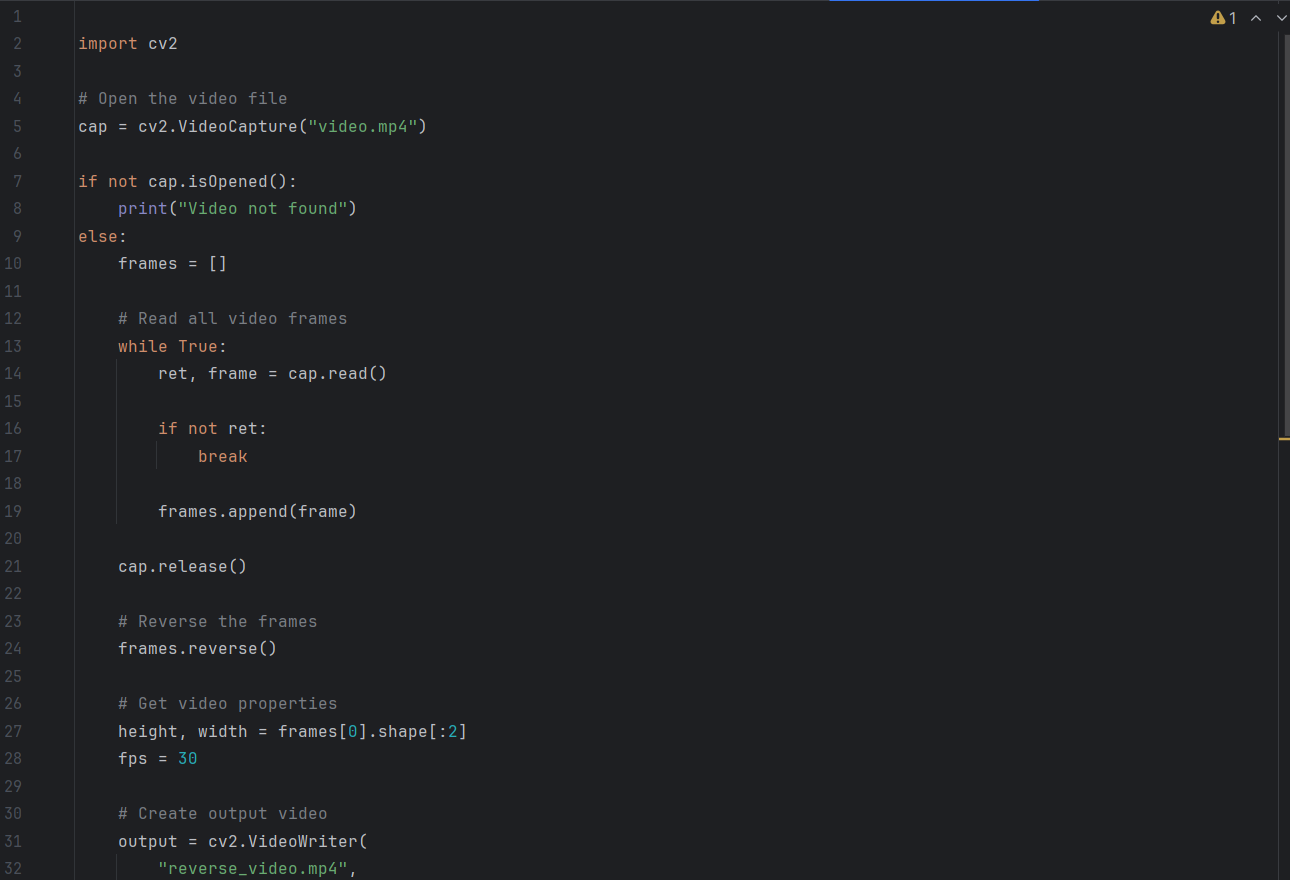 1
⚠1
2 import cv2
3
4 # Open the video file
5 cap = cv2.VideoCapture("video.mp4")
6
7 if not cap.isOpened():
8     print("Video not found")
9 else:
10     frames = []
11
12     # Read all video frames
13     while True:
14         ret, frame = cap.read()
15
16         if not ret:
17             break
18
19         frames.append(frame)
20
21     cap.release()
22
23     # Reverse the frames
24     frames.reverse()
25
26     # Get video properties
27     height, width = frames[0].shape[:2]
28     fps = 30
29
30     # Create output video
31     output = cv2.VideoWriter(
32         "reverse_video.mp4",